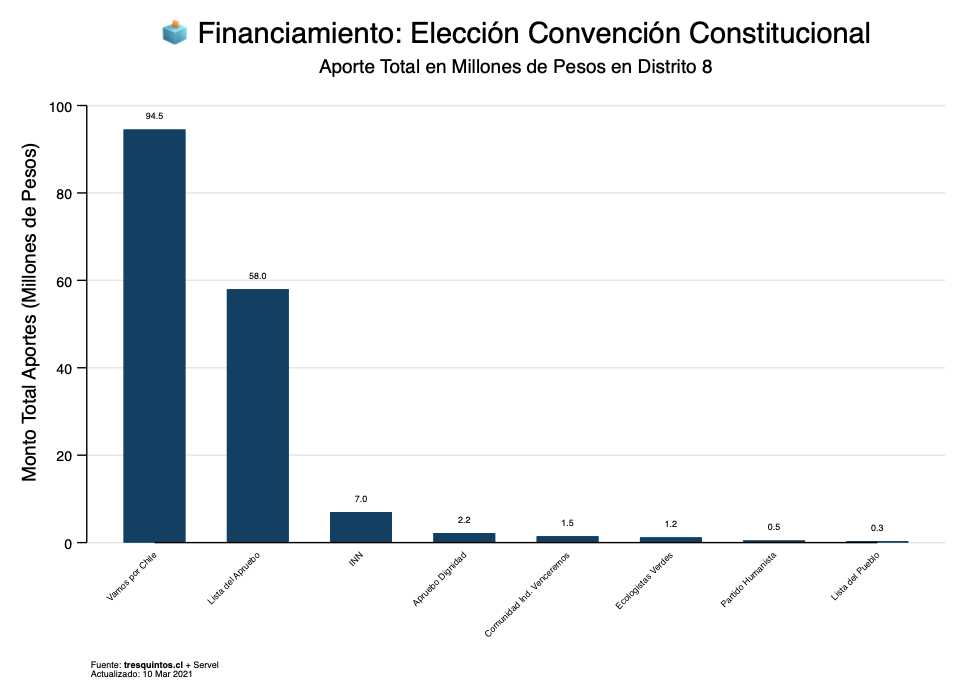 Financiamiento: Elección Convención Constitucional
Aporte Total en Millones de Pesos en Distrito 8
Monto Total Aportes (Millones de Pesos)
100
80
60
40
20
0
94.5
58.0
7.0
2.2
1.5
1.2
0.5
0.3
Vamos por Chile
Lista del Apruebo
INN
Apruebo Dignidad
Comunidad Ind. Venceremos
Ecologistas Verdes
Partido Humanista
Lista del Pueblo
Fuente: tresquintos.cl + Servel
Actualizado: 10 Mar 2021